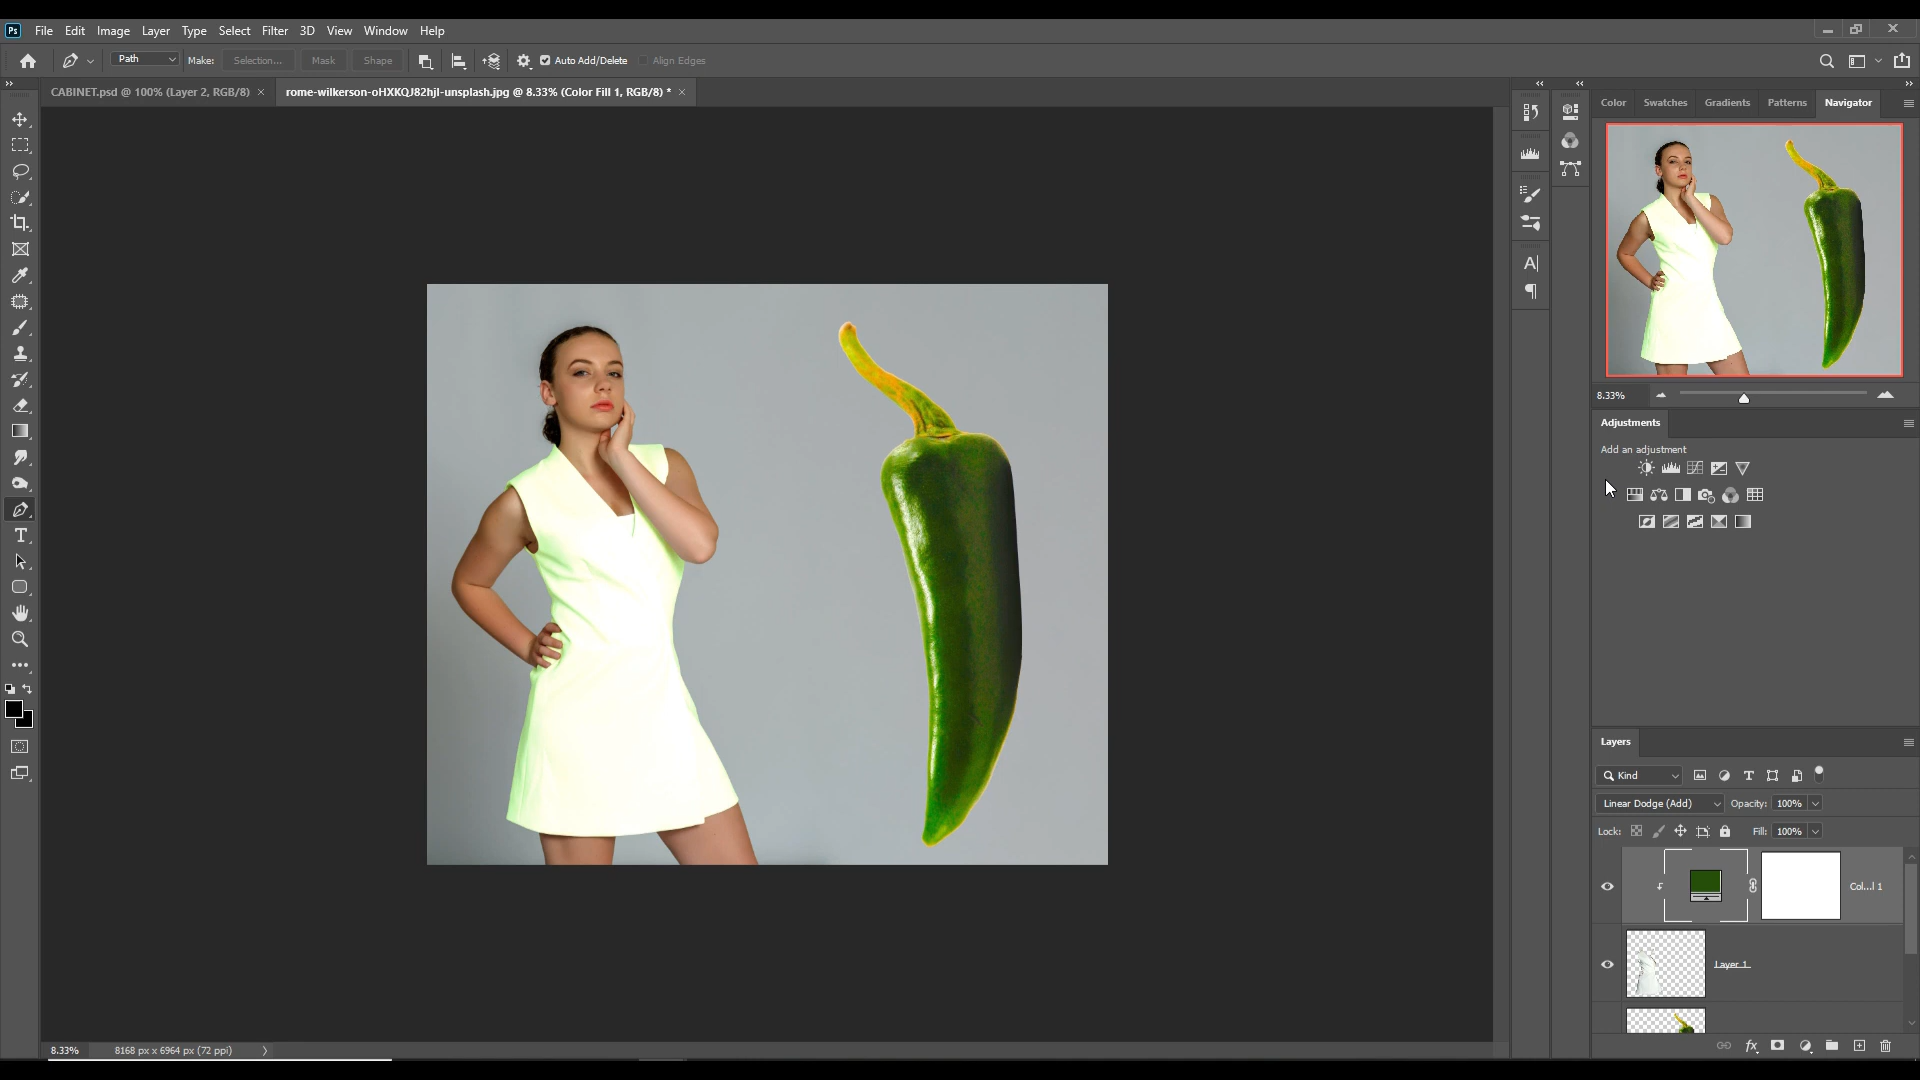 Ps File Edit Image Layer Type Select Filter 3D View Window Help
Path Make: Selection... Mask Shape Auto Add/Delete Align Edges
CABINET.psd @ 100% (Layer 2, RGB/8) × rome-wilkerson-oHXKQJ82hjI-unsplash.jpg @ 8.33% (Color Fill 1, RGB/8) * ×
Color Swatches Gradients Patterns Navigator
8.33%
Adjustments
Add an adjustment
Layers
Kind
Linear Dodge (Add) Opacity: 100%
Lock: Fill: 100%
Col...l 1
Layer 1
8.33% 8168 px x 6964 px (72 ppi)